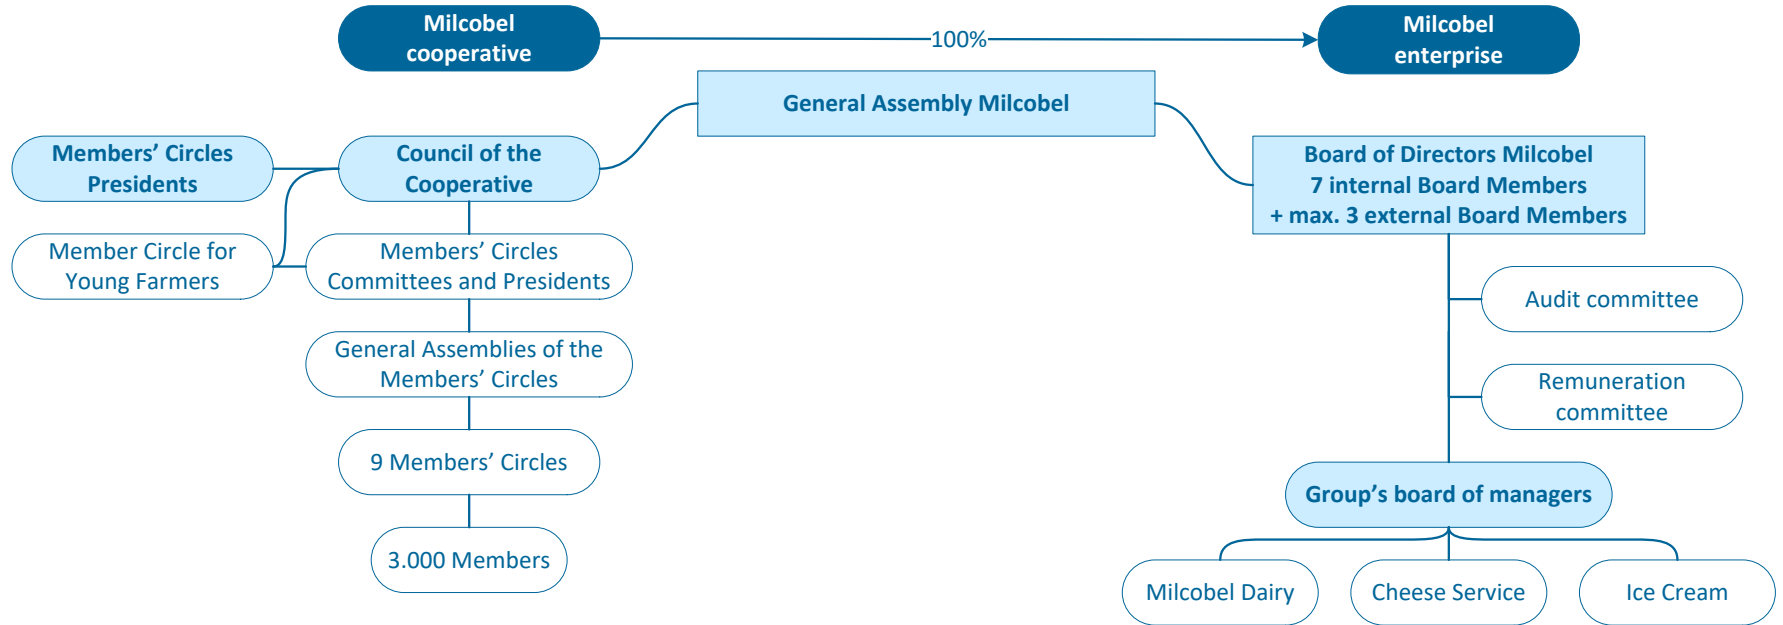 Milcobel
cooperative
100%
Milcobel
enterprise
General Assembly Milcobel
Members’ Circles
Presidents
Council of the
Cooperative
Board of Directors Milcobel
7 internal Board Members
+ max. 3 external Board Members
Member Circle for
Young Farmers
Members’ Circles
Committees and Presidents
Audit committee
General Assemblies of the
Members’ Circles
Remuneration
committee
9 Members’ Circles
Group’s board of managers
3.000 Members
Milcobel Dairy
Cheese Service
Ice Cream